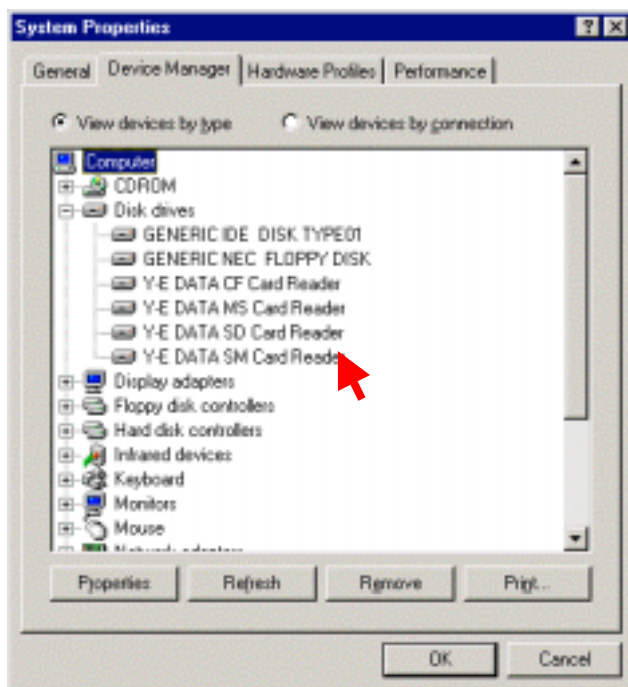 System Properties
General Device Manager Hardware Profiles Performance
View devices by type View devices by connection
Computer
CDROM
Disk drives
GENERIC IDE DISK TYPE01
GENERIC NEC FLOPPY DISK
Y-E DATA CF Card Reader
Y-E DATA MS Card Reader
Y-E DATA SD Card Reader
Y-E DATA SM Card Reader
Display adapters
Floppy disk controllers
Hard disk controllers
Infrared devices
Keyboard
Monitors
Mouse
Network adapters
Properties Refresh Remove Print...
OK Cancel